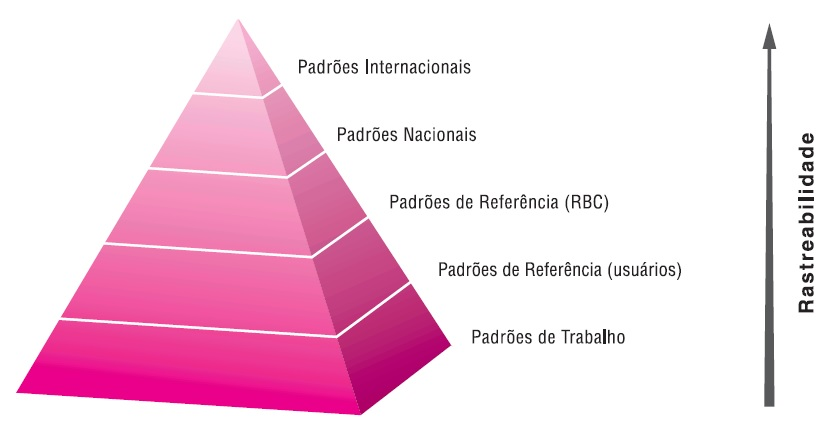 Padrões Internacionais
Padrões Nacionais
Padrões de Referência (RBC)
Padrões de Referência (usuários)
Padrões de Trabalho
Rastreabilidade